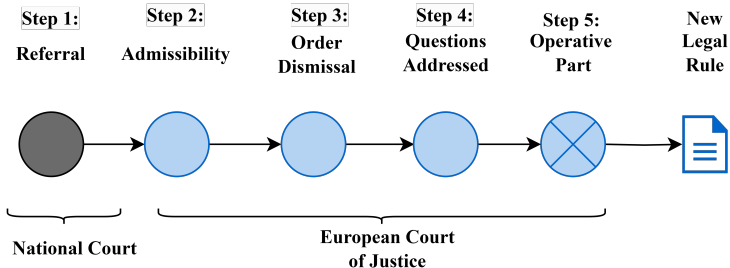 Step 1:
Referral
Step 2:
Admissibility
Step 3:
Order
Dismissal
Step 4:
Questions
Addressed
Step 5:
Operative
Part
New
Legal
Rule
National Court
European Court
of Justice